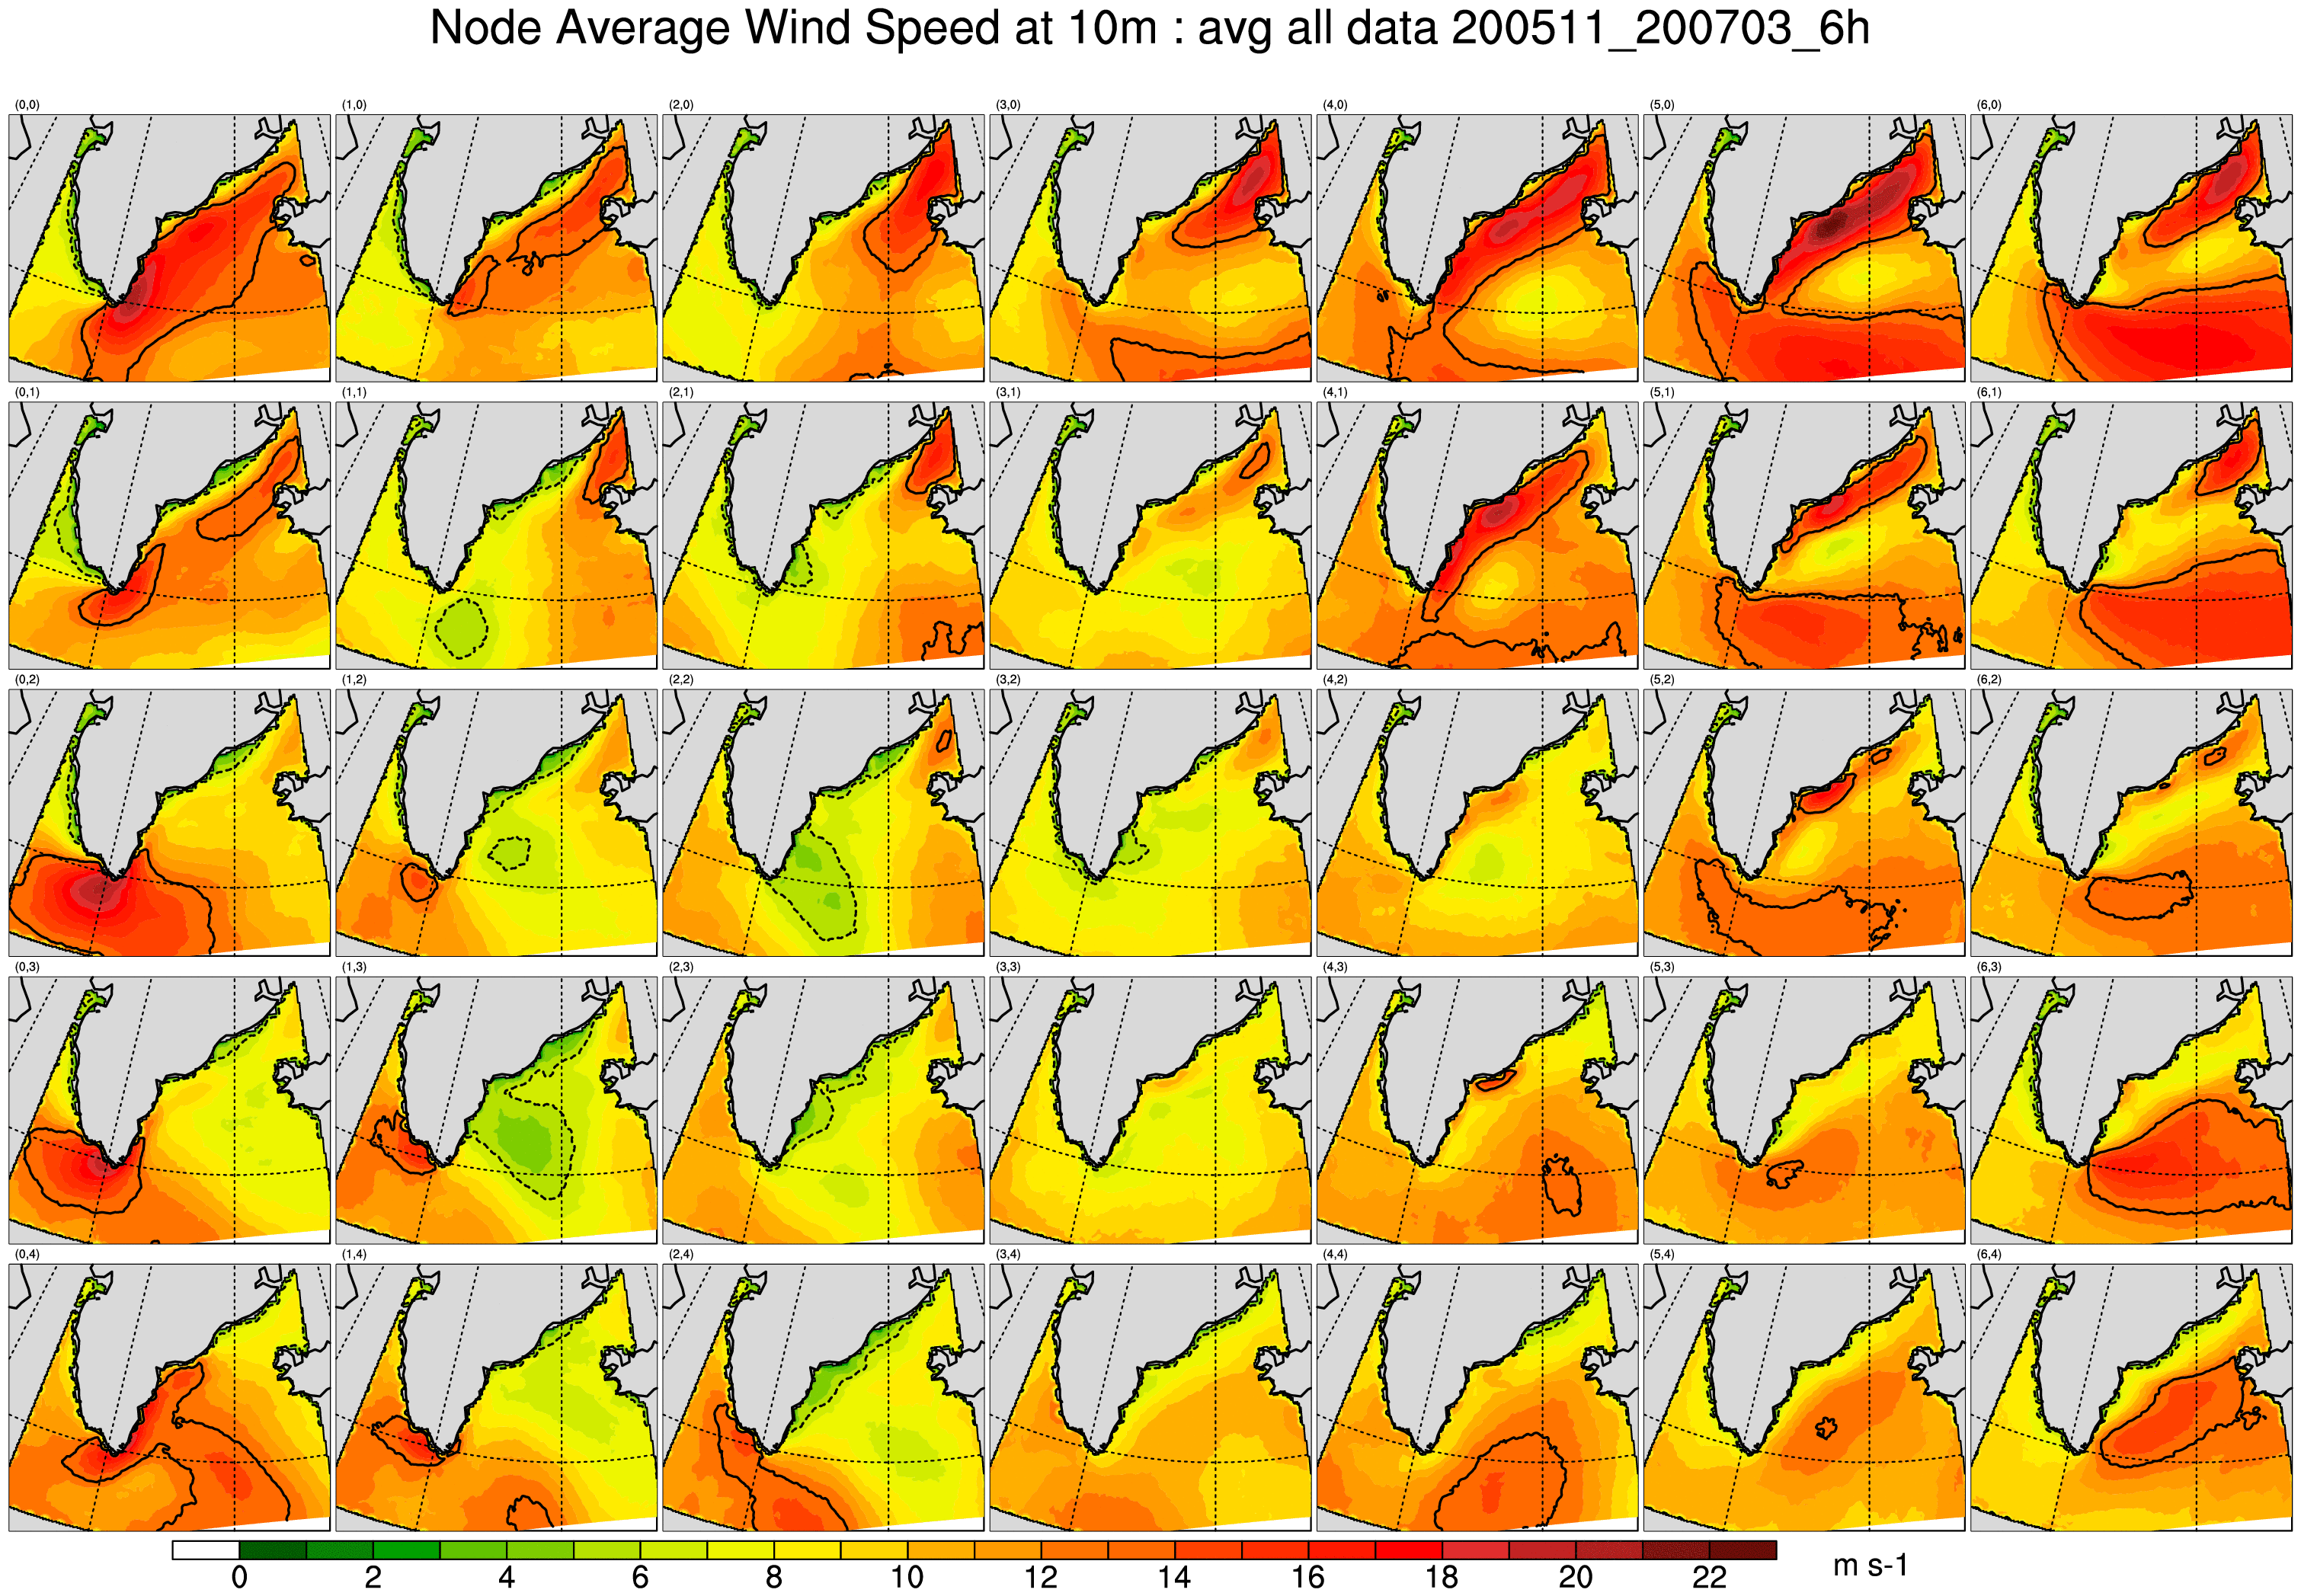 Node Average Wind Speed at 10m : avg all data 200511_200703_6h
(0,0) (1,0) (2,0) (3,0) (4,0) (5,0) (6,0)
(0,1) (1,1) (2,1) (3,1) (4,1) (5,1) (6,1)
(0,2) (1,2) (2,2) (3,2) (4,2) (5,2) (6,2)
(0,3) (1,3) (2,3) (3,3) (4,3) (5,3) (6,3)
(0,4) (1,4) (2,4) (3,4) (4,4) (5,4) (6,4)
0 2 4 6 8 10 12 14 16 18 20 22 m s-1